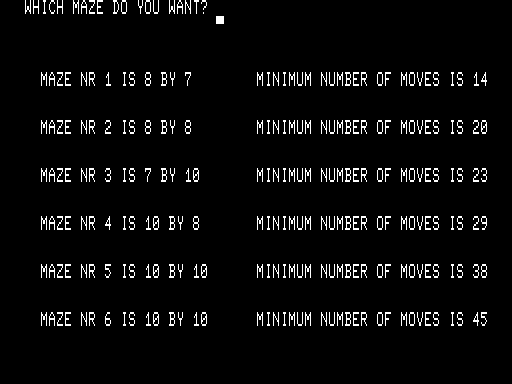 WHICH MAZE DO YOU WANT?
MAZE NR 1 IS 8 BY 7 MINIMUM NUMBER OF MOVES IS 14
MAZE NR 2 IS 8 BY 8 MINIMUM NUMBER OF MOVES IS 20
MAZE NR 3 IS 7 BY 10 MINIMUM NUMBER OF MOVES IS 23
MAZE NR 4 IS 10 BY 8 MINIMUM NUMBER OF MOVES IS 29
MAZE NR 5 IS 10 BY 10 MINIMUM NUMBER OF MOVES IS 38
MAZE NR 6 IS 10 BY 10 MINIMUM NUMBER OF MOVES IS 45